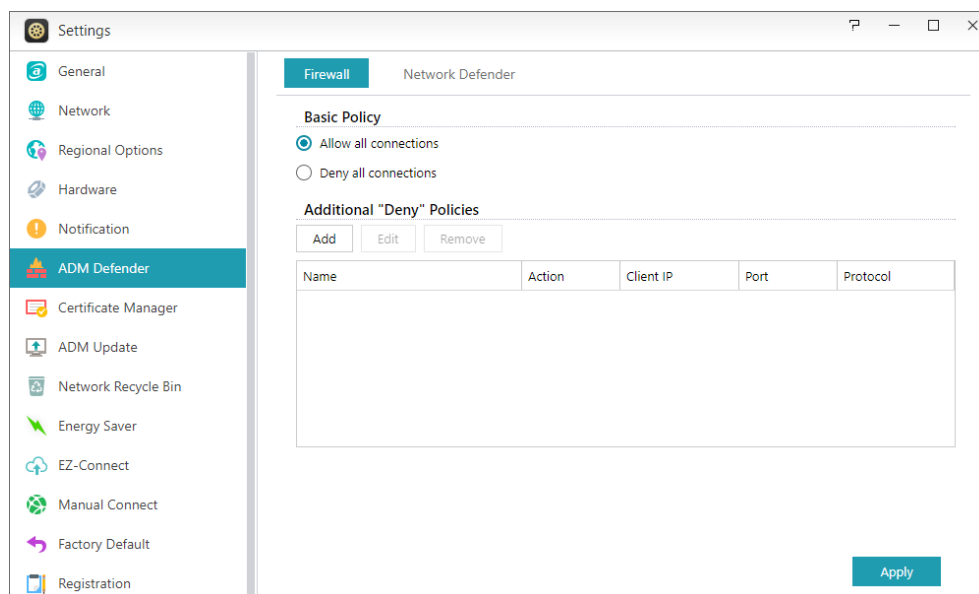 Settings
General
Network
Regional Options
Hardware
Notification
ADM Defender
Certificate Manager
ADM Update
Network Recycle Bin
Energy Saver
EZ-Connect
Manual Connect
Factory Default
Registration
Firewall Network Defender
Basic Policy
Allow all connections
Deny all connections
Additional "Deny" Policies
Add Edit Remove
Name Action Client IP Port Protocol
Apply